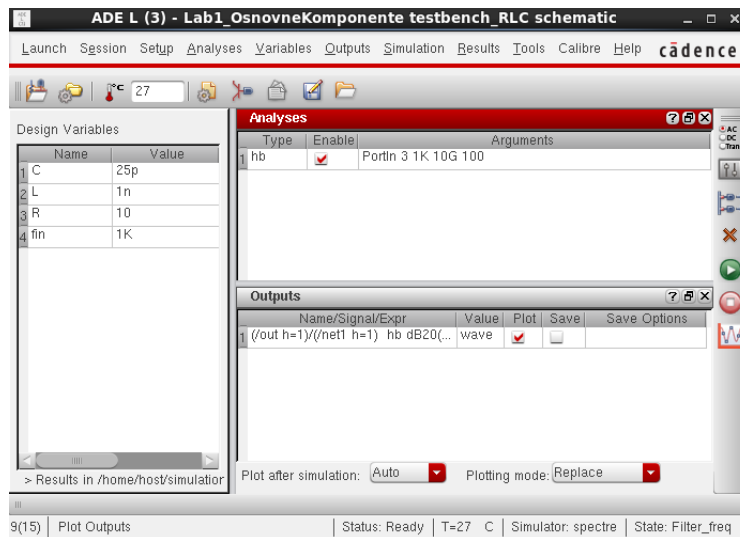 ADE L (3) - Lab1_OsnovneKomponente testbench_RLC schematic
Launch Session Setup Analyses Variables Outputs Simulation Results Tools Calibre Help cādence
°C 27
Design Variables
Name Value
1 C 25p
2 L 1n
3 R 10
4 fin 1K
> Results in /home/host/simulation
Analyses
Type Enable Arguments
1 hb PortIn 3 1K 10G 100
AC
DC
Tran
Outputs
Name/Signal/Expr Value Plot Save Save Options
1 (/out h=1)/(/net1 h=1) hb dB20(... wave
Plot after simulation: Auto Plotting mode: Replace
9(15) Plot Outputs Status: Ready T=27 C Simulator: spectre State: Filter_freq